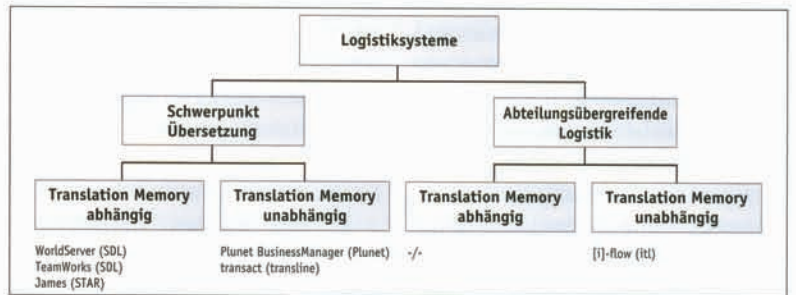 Logistiksysteme
Schwerpunkt
Übersetzung
Abteilungsübergreifende
Logistik
Translation Memory
abhängig
Translation Memory
unabhängig
Translation Memory
abhängig
Translation Memory
unabhängig
WorldServer (SDL)
TeamWorks (SDL)
James (STAR)
Plunet BusinessManager (Plunet)
transact (transline)
-/-
[i]-flow (itl)